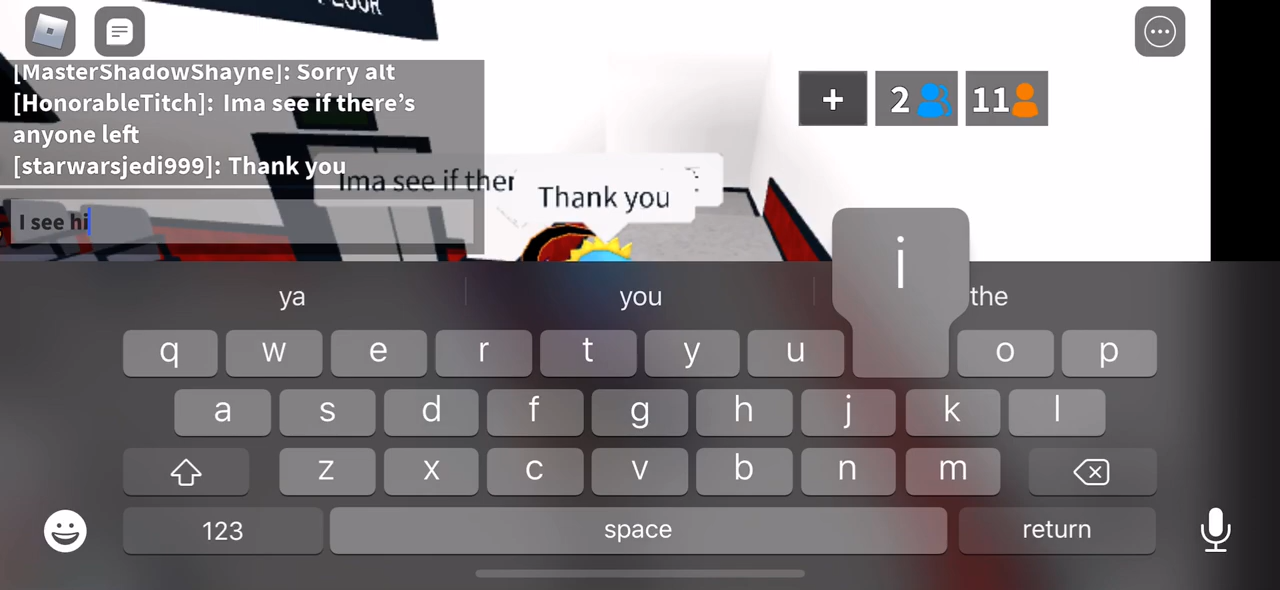 [MasterShadowShayne]: Sorry alt
[HonorableTitch]: Ima see if there’s
anyone left
[starwarsjedi999]: Thank you
I see hi
Ima see if ther
Thank you
+
2
11
i
ya
you
the
q w e r t y u o p
a s d f g h j k l
z x c v b n m
123
space
return